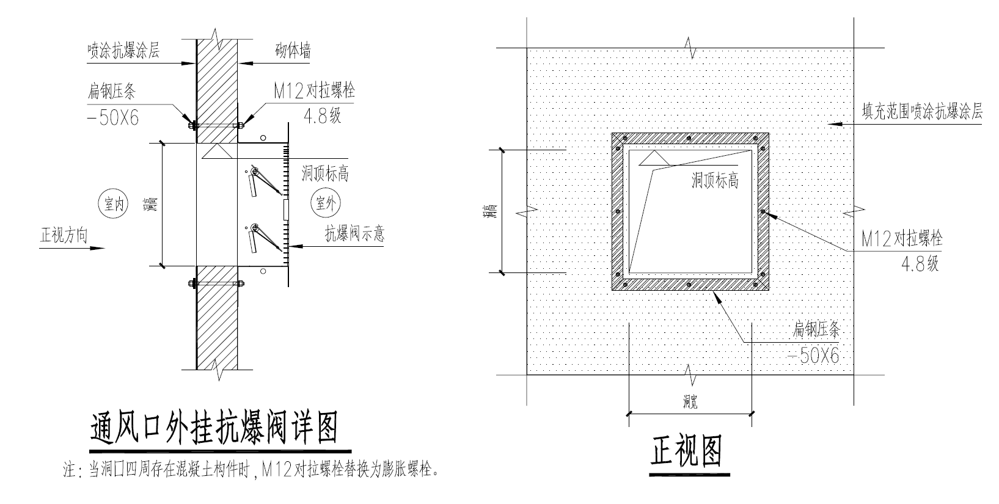 喷涂抗爆涂层
砌体墙
扁钢压条
-50X6
M12对拉螺栓
4.8级
洞顶标高
室内
洞高
室外
正视方向
抗爆阀示意
通风口外挂抗爆阀详图
注：当洞口四周存在混凝土构件时，M12对拉螺栓替换为膨胀螺栓。
填充范围喷涂抗爆涂层
洞顶标高
洞高
M12对拉螺栓
4.8级
扁钢压条
-50X6
洞宽
正视图